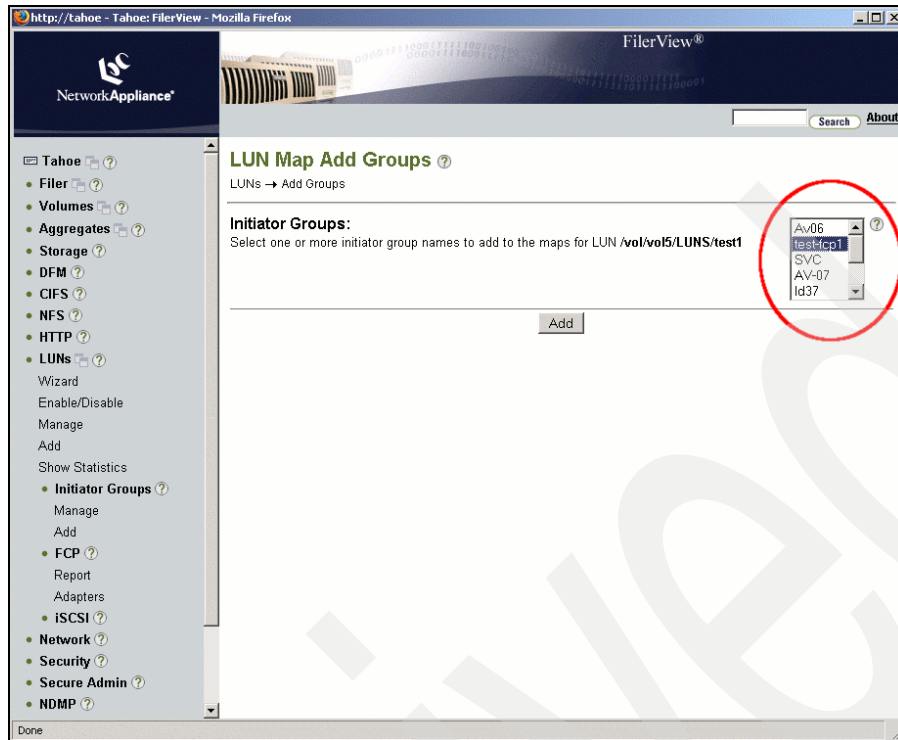 http://tahoe - Tahoe: FilerView - Mozilla Firefox
NetworkAppliance®
FilerView®
Search About
Tahoe
Filer
Volumes
Aggregates
Storage
DFM
CIFS
NFS
HTTP
LUNs
Wizard
Enable/Disable
Manage
Add
Show Statistics
Initiator Groups
Manage
Add
FCP
Report
Adapters
iSCSI
Network
Security
Secure Admin
NDMP
LUN Map Add Groups
LUNs → Add Groups
Initiator Groups:
Select one or more initiator group names to add to the maps for LUN /vol/vol5/LUNS/test1
Av06
test-fcp1
SVC
AV-07
Id37
Add
Done